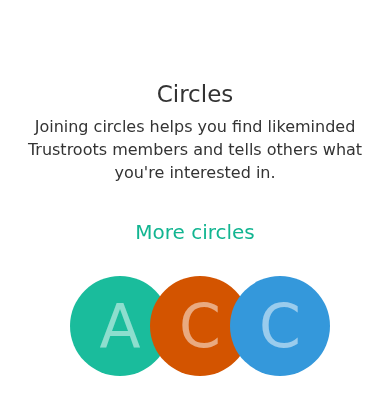 Circles
Joining circles helps you find likeminded
Trustroots members and tells others what
you're interested in.
More circles
A C C